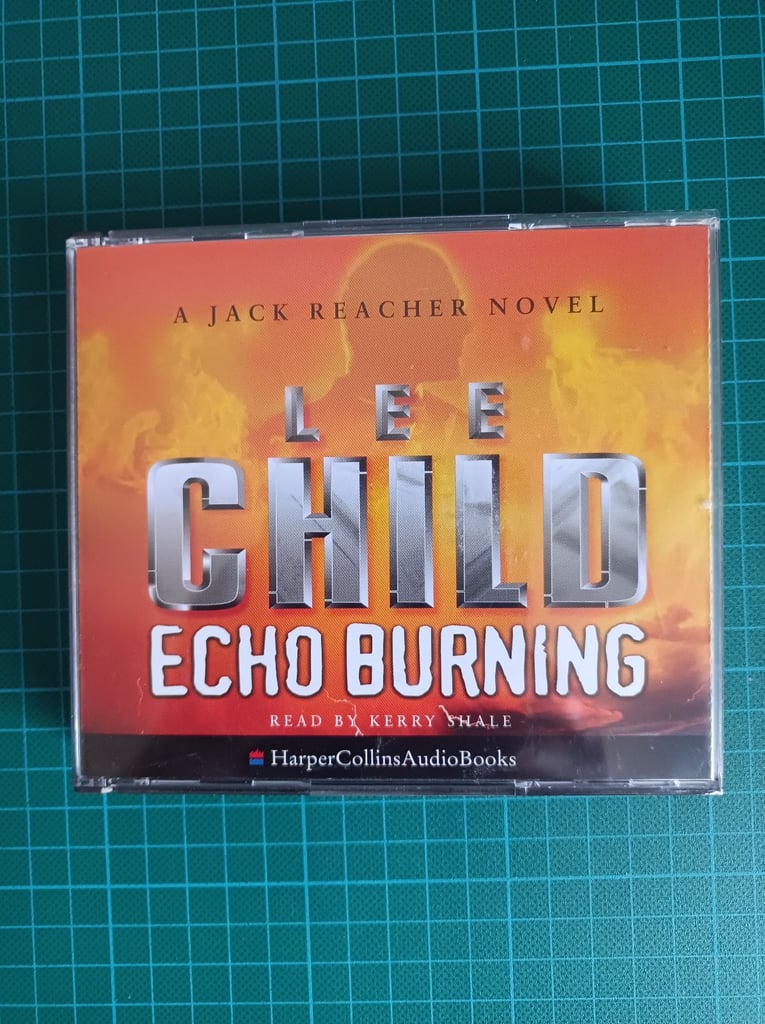 A JACK REACHER NOVEL
LEE
CHILD
ECHO BURNING
READ BY KERRY SHALE
HarperCollinsAudioBooks